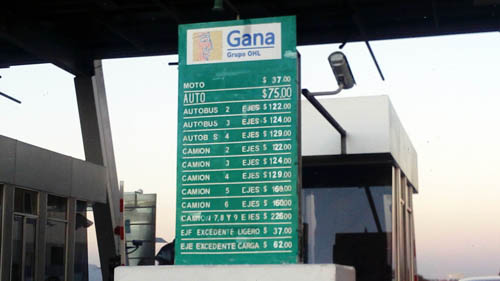 Gana
Grupo OHL
MOTO $ 37.00
AUTO $75.00
AUTOBUS 2 EJES $ 122.00
AUTOBUS 3 EJES $ 124.00
AUTOB S 4 EJES $ 129.00
CAMION 2 EJES $ 122.00
CAMION 3 EJES $ 124.00
CAMION 4 EJES $ 129.00
CAMION 5 EJES $ 160.00
CAMION 6 EJES $ 160.00
CAMION 7,8 Y 9 EJES $ 226.00
EJE EXCEDENTE LIGERO $ 37.00
EJE EXCEDENTE CARGA $ 62.00